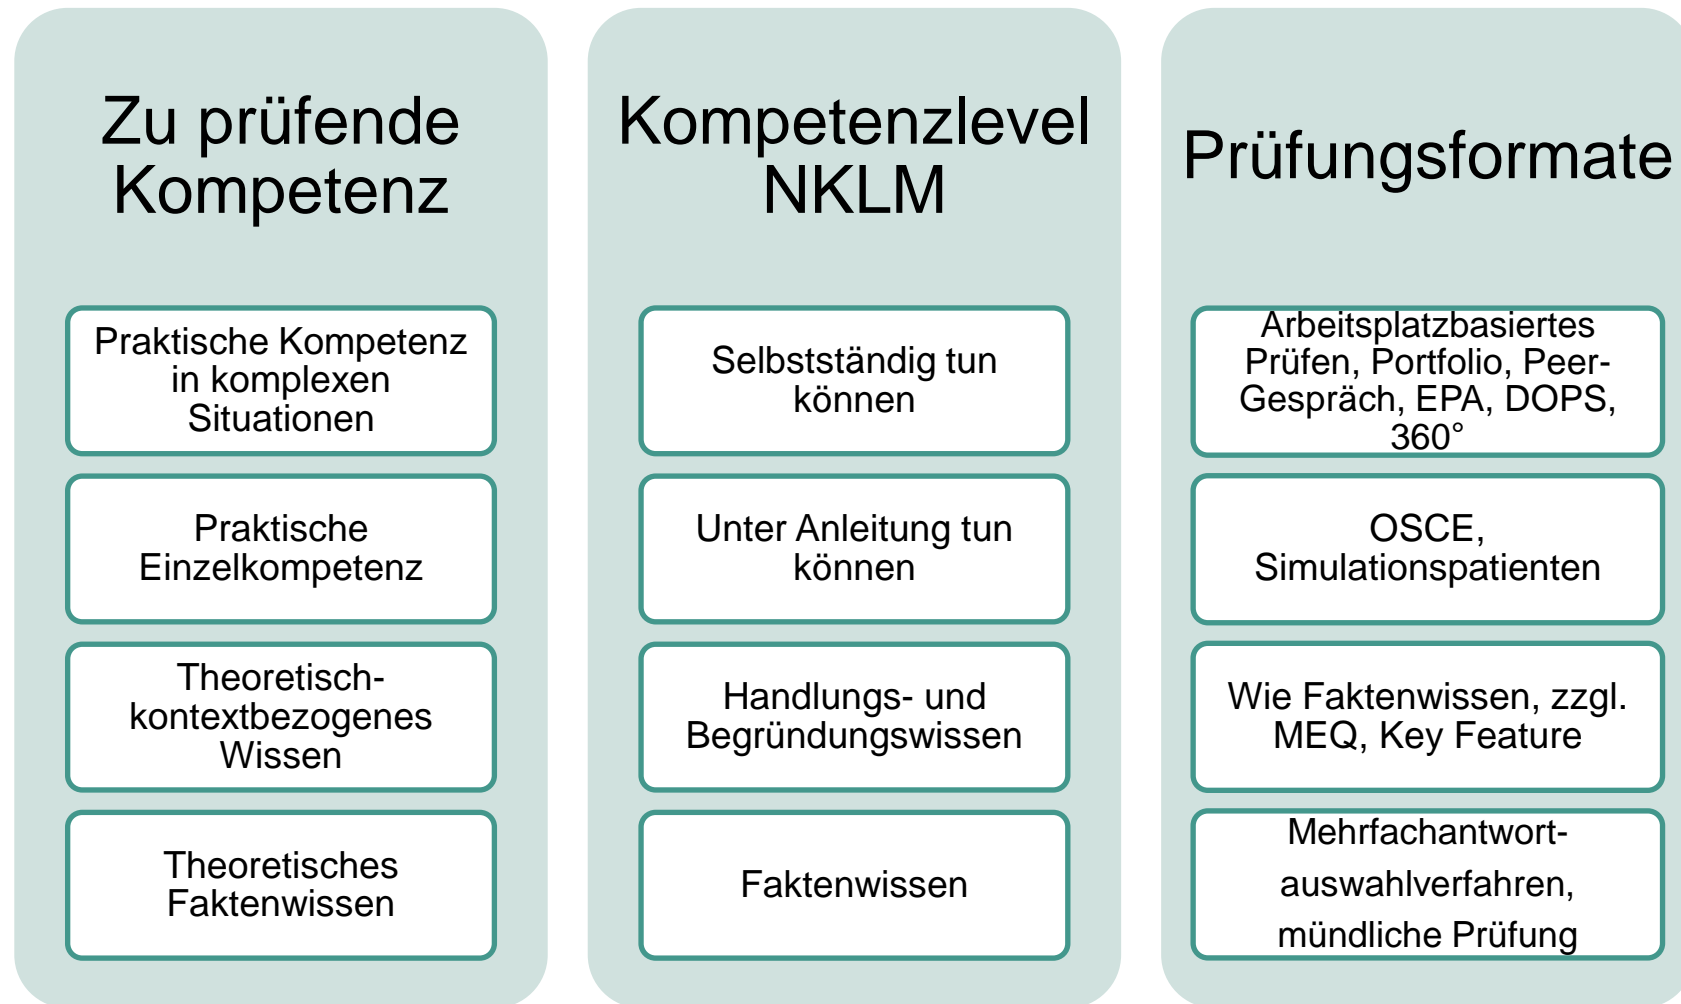 Zu prüfende
Kompetenz
Praktische Kompetenz
in komplexen
Situationen
Praktische
Einzelkompetenz
Theoretisch-
kontextbezogenes
Wissen
Theoretisches
Faktenwissen
Kompetenzlevel
NKLM
Selbstständig tun
können
Unter Anleitung tun
können
Handlungs- und
Begründungswissen
Faktenwissen
Prüfungsformate
Arbeitsplatzbasiertes
Prüfen, Portfolio, Peer-
Gespräch, EPA, DOPS,
360°
OSCE,
Simulationspatienten
Wie Faktenwissen, zzgl.
MEQ, Key Feature
Mehrfachantwort-
auswahlverfahren,
mündliche Prüfung